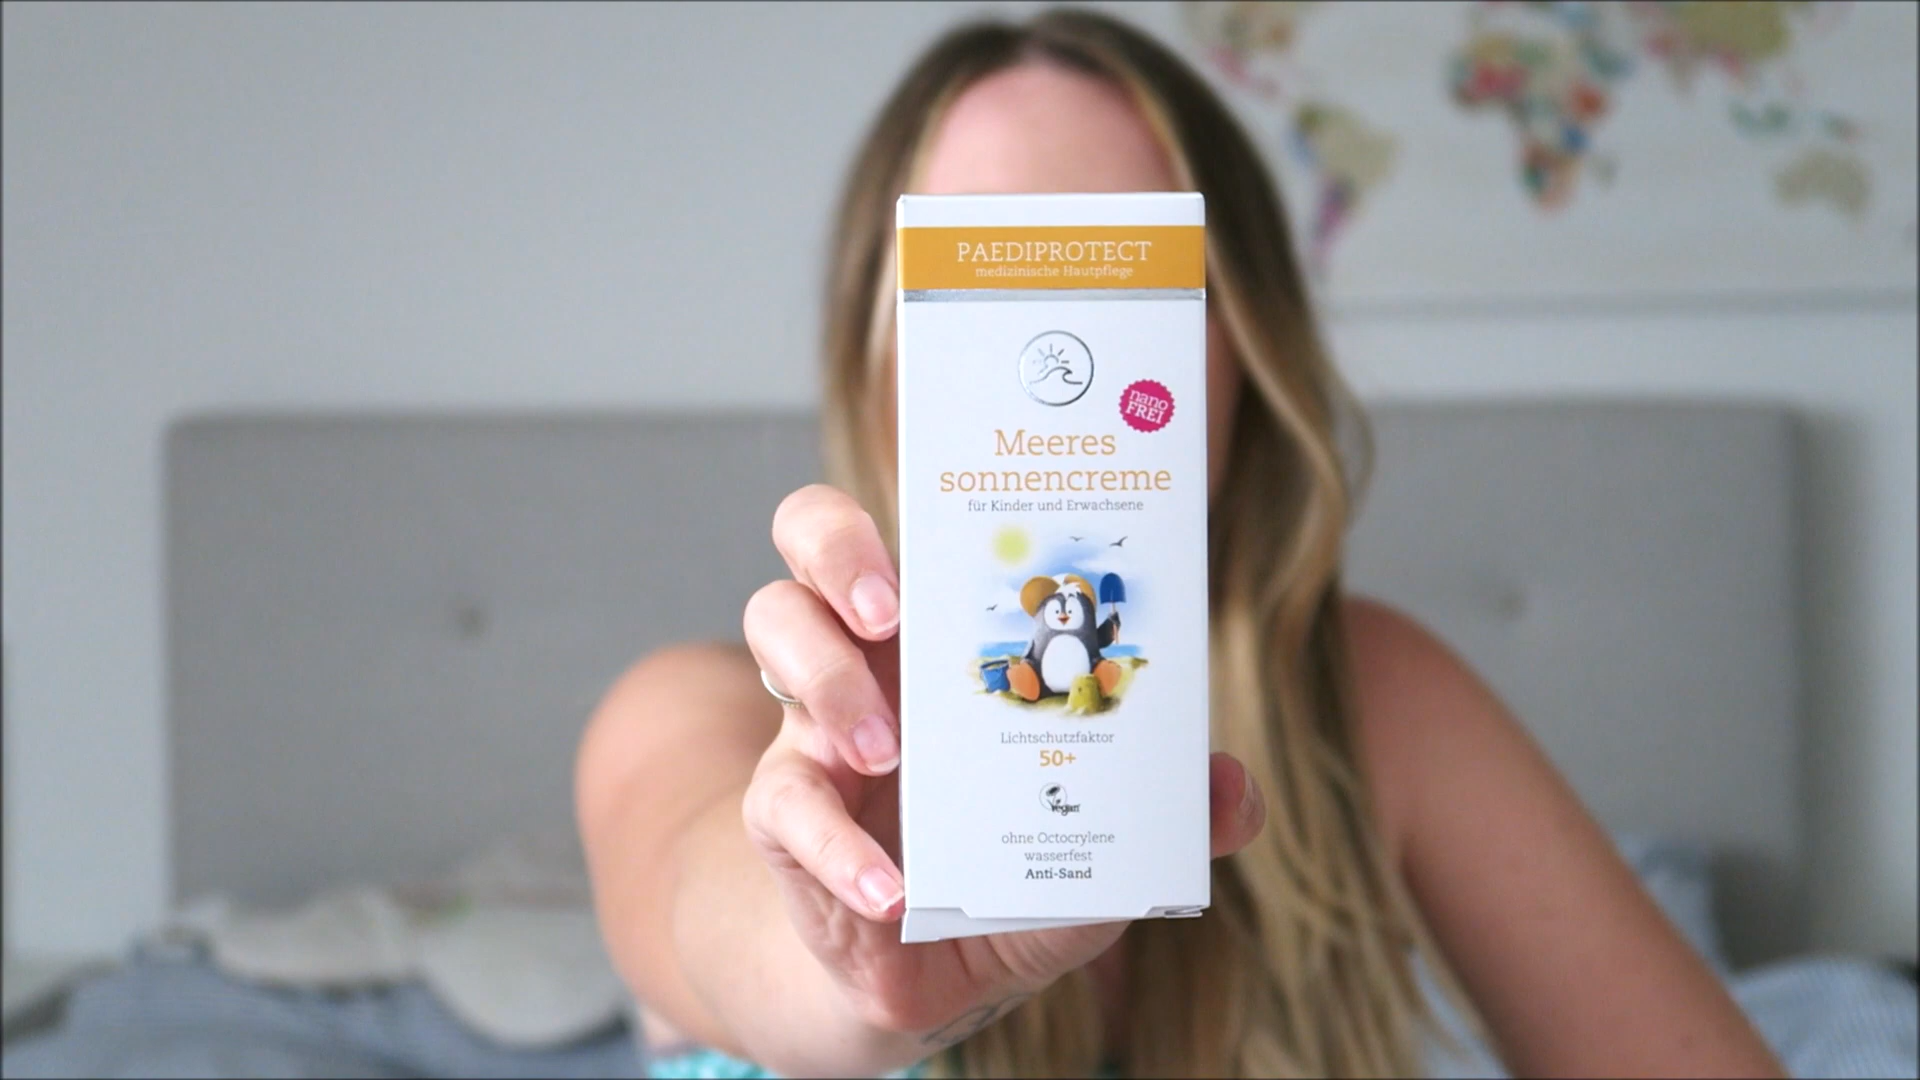 PAEDIPROTECT
medizinische Hautpflege
nano
FREI
Meeres
sonnencreme
für Kinder und Erwachsene
Lichtschutzfaktor
50+
vegan
ohne Octocrylene
wasserfest
Anti-Sand